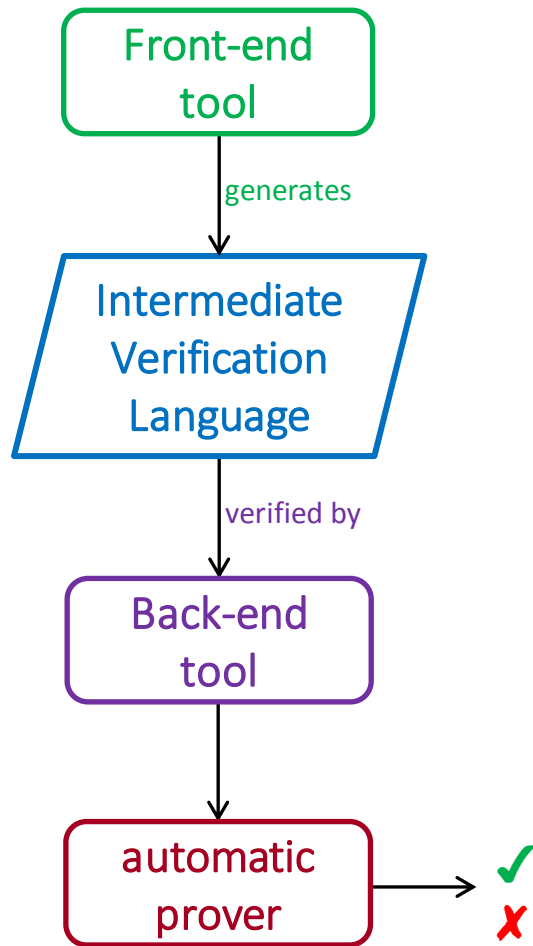 Front-end
tool
generates
Intermediate
Verification
Language
verified by
Back-end
tool
automatic
prover
✓
✗